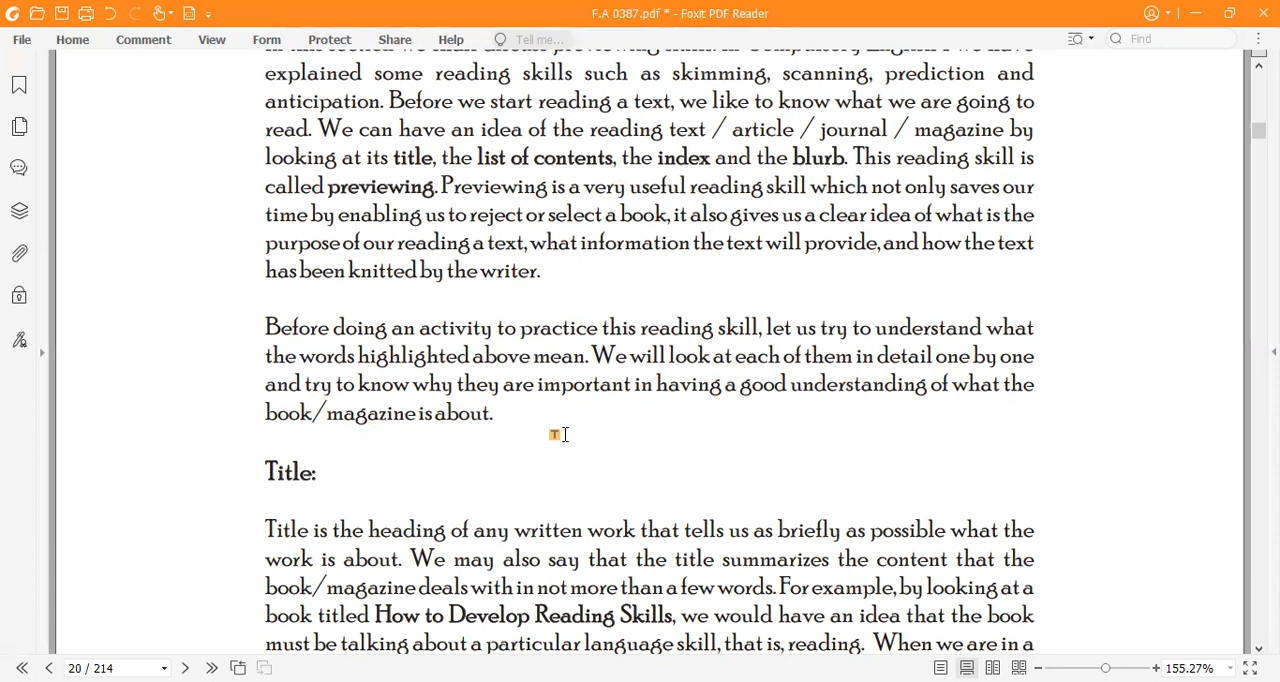 F.A 0387.pdf * - Foxit PDF Reader
File Home Comment View Form Protect Share Help Tell me... Find
explained some reading skills such as skimming, scanning, prediction and
anticipation. Before we start reading a text, we like to know what we are going to
read. We can have an idea of the reading text / article / journal / magazine by
looking at its title, the list of contents, the index and the blurb. This reading skill is
called previewing. Previewing is a very useful reading skill which not only saves our
time by enabling us to reject or select a book, it also gives us a clear idea of what is the
purpose of our reading a text, what information the text will provide, and how the text
has been knitted by the writer.
Before doing an activity to practice this reading skill, let us try to understand what
the words highlighted above mean. We will look at each of them in detail one by one
and try to know why they are important in having a good understanding of what the
book/magazine is about.
T
Title:
Title is the heading of any written work that tells us as briefly as possible what the
work is about. We may also say that the title summarizes the content that the
book/magazine deals with in not more than a few words. For example, by looking at a
book titled How to Develop Reading Skills, we would have an idea that the book
must be talking about a particular language skill, that is, reading. When we are in a
20 / 214
155.27%